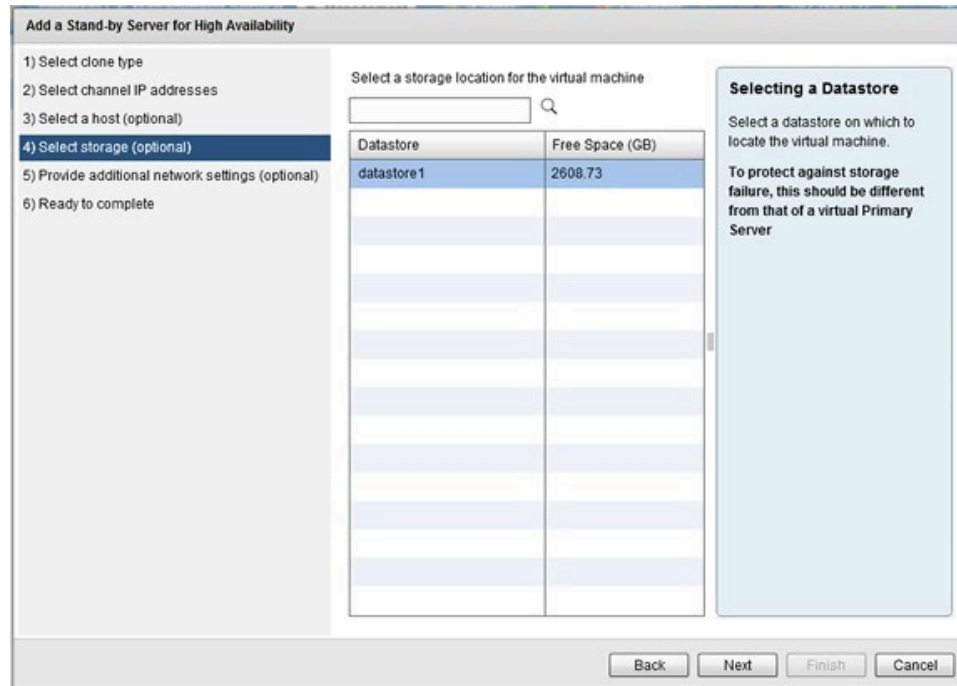 Add a Stand-by Server for High Availability
1) Select clone type
2) Select channel IP addresses
3) Select a host (optional)
4) Select storage (optional)
5) Provide additional network settings (optional)
6) Ready to complete
Select a storage location for the virtual machine
Datastore
Free Space (GB)
datastore1
2608.73
Selecting a Datastore
Select a datastore on which to
locate the virtual machine.
To protect against storage
failure, this should be different
from that of a virtual Primary
Server
Back
Next
Finish
Cancel